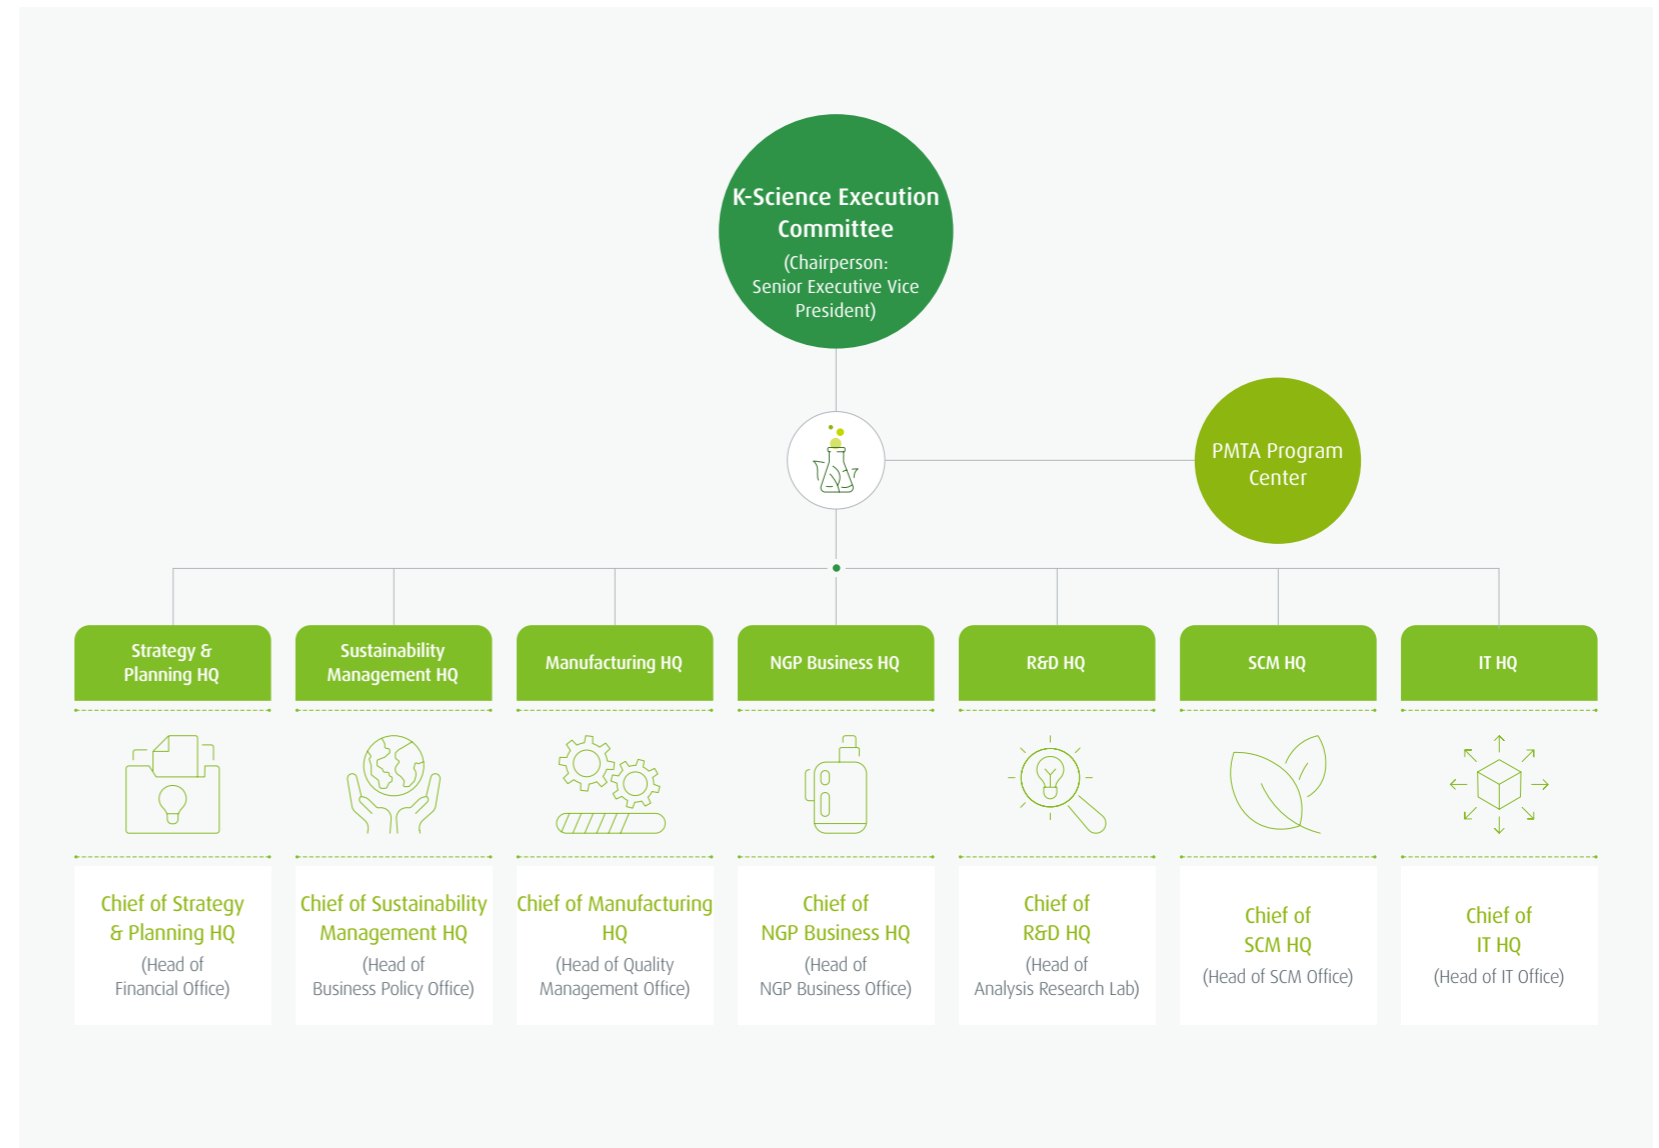 K-Science Execution
Committee
(Chairperson:
Senior Executive Vice
President)
PMTA Program
Center
Strategy &
Planning HQ
Sustainability
Management HQ
Manufacturing HQ
NGP Business HQ
R&D HQ
SCM HQ
IT HQ
Chief of Strategy
& Planning HQ
(Head of
Financial Office)
Chief of Sustainability
Management HQ
(Head of
Business Policy Office)
Chief of Manufacturing
HQ
(Head of Quality
Management Office)
Chief of
NGP Business HQ
(Head of
NGP Business Office)
Chief of
R&D HQ
(Head of
Analysis Research Lab)
Chief of
SCM HQ
(Head of SCM Office)
Chief of
IT HQ
(Head of IT Office)